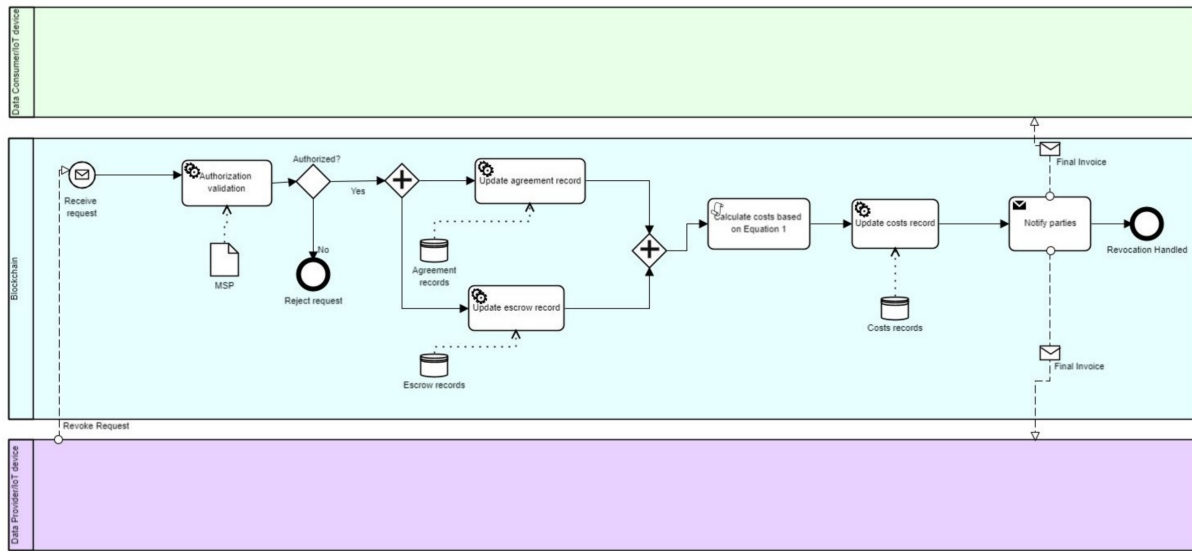 Data Consumer/IoT device
Blockchain
Receive
request
Authorization
validation
MSP
Authorized?
Yes
No
Reject request
Update agreement record
Agreement
records
Update escrow record
Escrow records
Calculate costs based
on Equation 1
Update costs record
Costs records
Final Invoice
Notify parties
Revocation Handled
Final Invoice
Revoke Request
Data Provider/IoT device